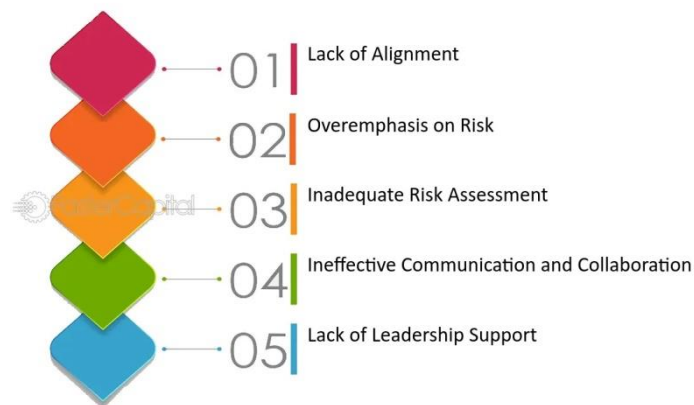 01
Lack of Alignment
02
Overemphasis on Risk
03
Inadequate Risk Assessment
FasterCapital
04
Ineffective Communication and Collaboration
05
Lack of Leadership Support